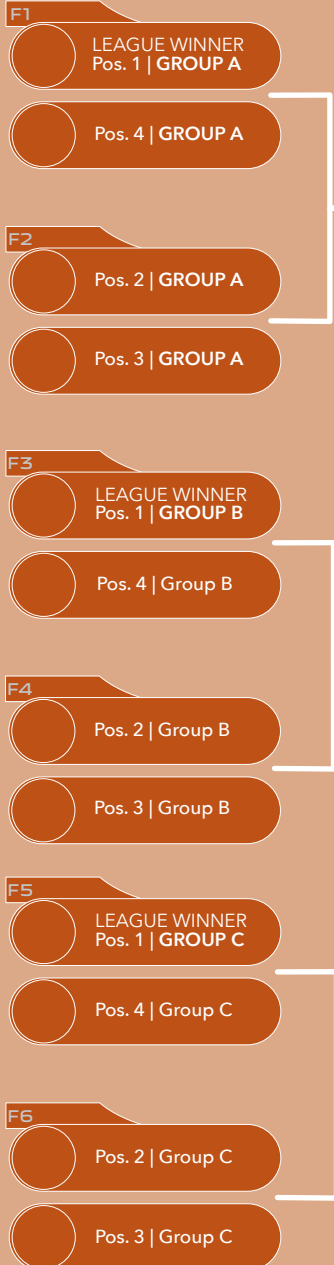 F1
LEAGUE WINNER
Pos. 1 | GROUP A
Pos. 4 | GROUP A
F2
Pos. 2 | GROUP A
Pos. 3 | GROUP A
F3
LEAGUE WINNER
Pos. 1 | GROUP B
Pos. 4 | Group B
F4
Pos. 2 | Group B
Pos. 3 | Group B
F5
LEAGUE WINNER
Pos. 1 | GROUP C
Pos. 4 | Group C
F6
Pos. 2 | Group C
Pos. 3 | Group C